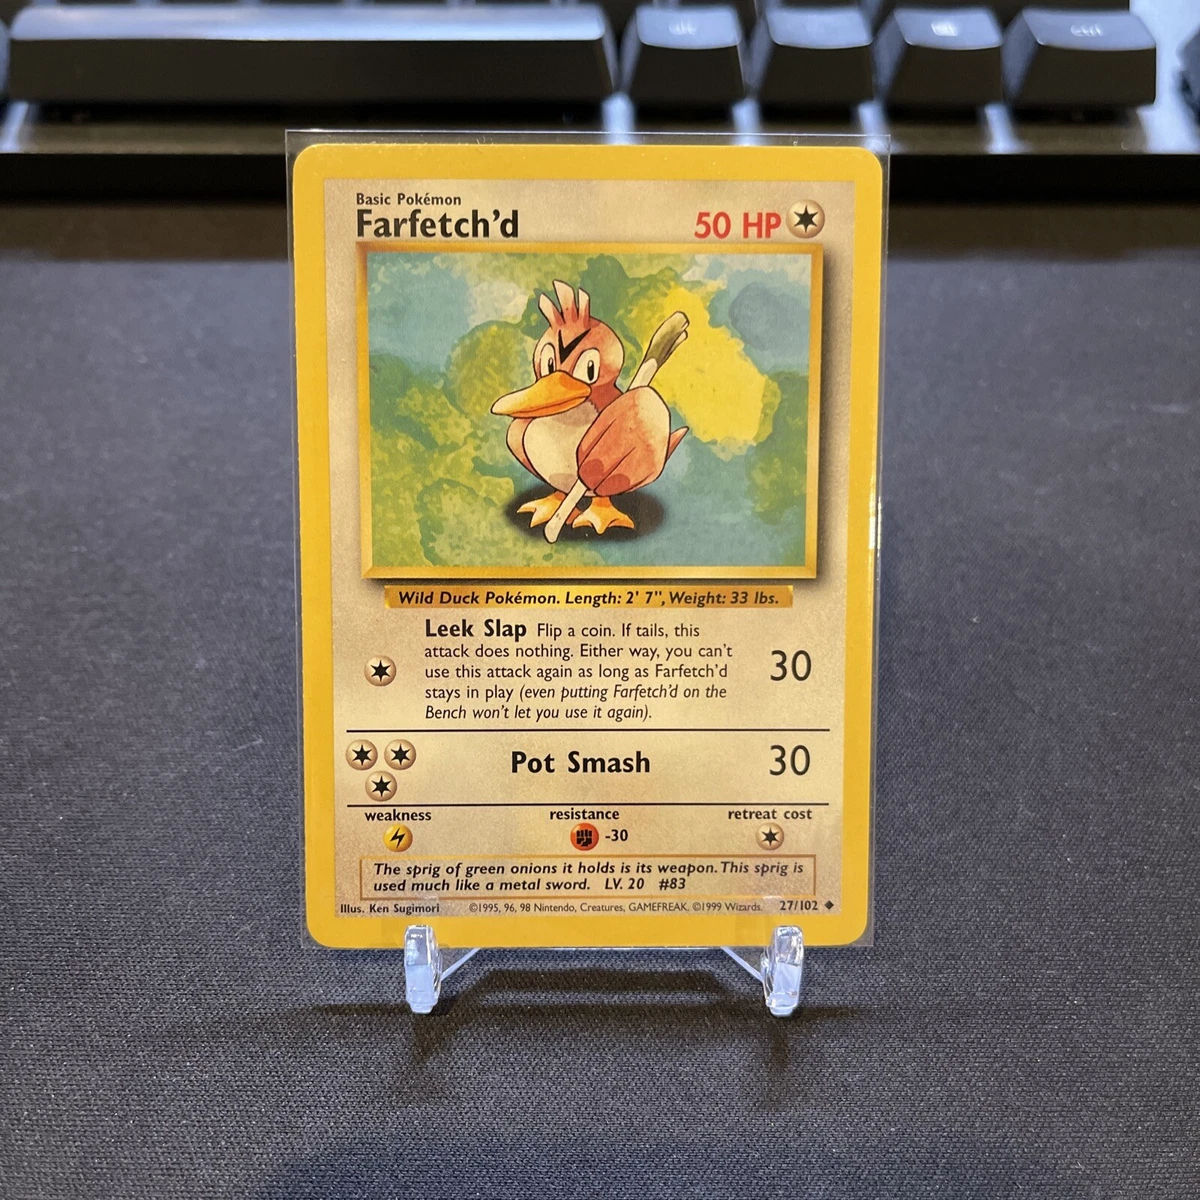 ctrl
Basic Pokémon
Farfetch’d
50 HP
Wild Duck Pokémon. Length: 2' 7", Weight: 33 lbs.
Leek Slap Flip a coin. If tails, this
attack does nothing. Either way, you can’t
use this attack again as long as Farfetch’d
stays in play (even putting Farfetch’d on the
Bench won’t let you use it again).
30
Pot Smash
30
weakness
resistance
retreat cost
-30
The sprig of green onions it holds is its weapon. This sprig is
used much like a metal sword. LV. 20 #83
Illus. Ken Sugimori
©1995, 96, 98 Nintendo, Creatures, GAMEFREAK. ©1999 Wizards.
27/102